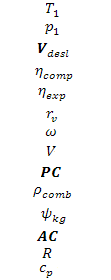 T₁
p₁
V_desl
η_comp
η_exp
r_v
ω
V
PC
ρ_comb
ψ_kg
AC
R
c_p